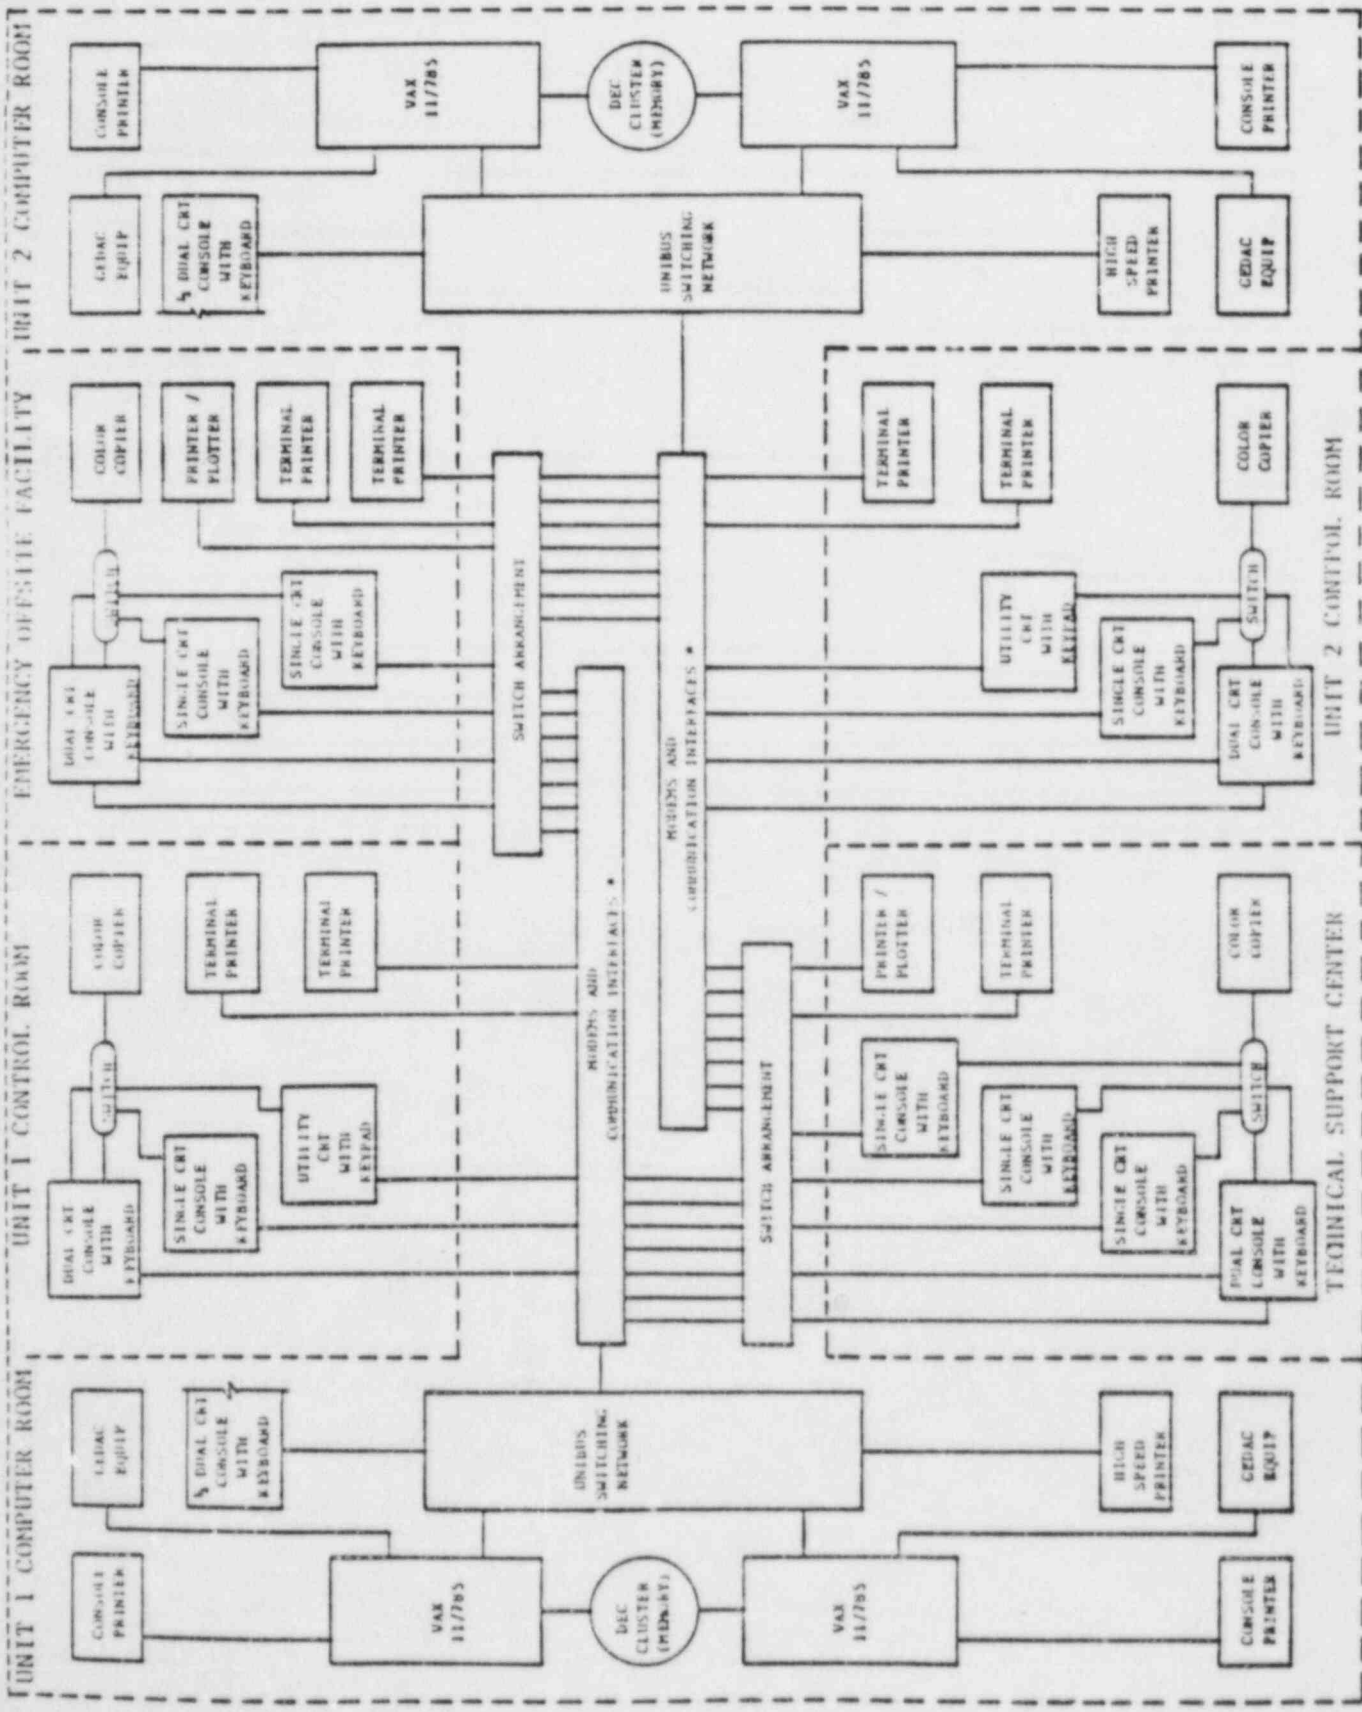 UNIT 1 COMPUTER ROOM
CONSOLE
PRINTER
GEDAC
EQUIP
½ DUAL CRT
CONSOLE
WITH
KEYBOARD
VAX
11/785
DEC
CLUSTER
(MEMORY)
VAX
11/785
UNIBUS
SWITCHING
NETWORK
HIGH
SPEED
PRINTER
GEDAC
EQUIP
CONSOLE
PRINTER
UNIT 1 CONTROL ROOM
DUAL CRT
CONSOLE
WITH
KEYBOARD
SWITCH
COLOR
COPIER
SINGLE CRT
CONSOLE
WITH
KEYBOARD
UTILITY
CRT
WITH
KEYPAD
TERMINAL
PRINTER
TERMINAL
PRINTER
EMERGENCY OFFSITE FACILITY
DUAL CRT
CONSOLE
WITH
KEYBOARD
SWITCH
COLOR
COPIER
SINGLE CRT
CONSOLE
WITH
KEYBOARD
SINGLE CRT
CONSOLE
WITH
KEYBOARD
PRINTER /
PLOTTER
TERMINAL
PRINTER
TERMINAL
PRINTER
SWITCH ARRANGEMENT
MODEMS AND
COMMUNICATION INTERFACES *
MODEMS AND
COMMUNICATION INTERFACES *
SWITCH ARRANGEMENT
UNIT 2 COMPUTER ROOM
CONSOLE
PRINTER
GEDAC
EQUIP
½ DUAL CRT
CONSOLE
WITH
KEYBOARD
VAX
11/785
DEC
CLUSTER
(MEMORY)
VAX
11/785
UNIBUS
SWITCHING
NETWORK
HIGH
SPEED
PRINTER
GEDAC
EQUIP
CONSOLE
PRINTER
SINGLE CRT
CONSOLE
WITH
KEYBOARD
SINGLE CRT
CONSOLE
WITH
KEYBOARD
SINGLE CRT
CONSOLE
WITH
KEYBOARD
DUAL CRT
CONSOLE
WITH
KEYBOARD
SWITCH
PRINTER /
PLOTTER
TERMINAL
PRINTER
COLOR
COPIER
TECHNICAL SUPPORT CENTER
UTILITY
CRT
WITH
KEYPAD
SINGLE CRT
CONSOLE
WITH
KEYBOARD
DUAL CRT
CONSOLE
WITH
KEYBOARD
SWITCH
TERMINAL
PRINTER
TERMINAL
PRINTER
COLOR
COPIER
UNIT 2 CONTROL ROOM